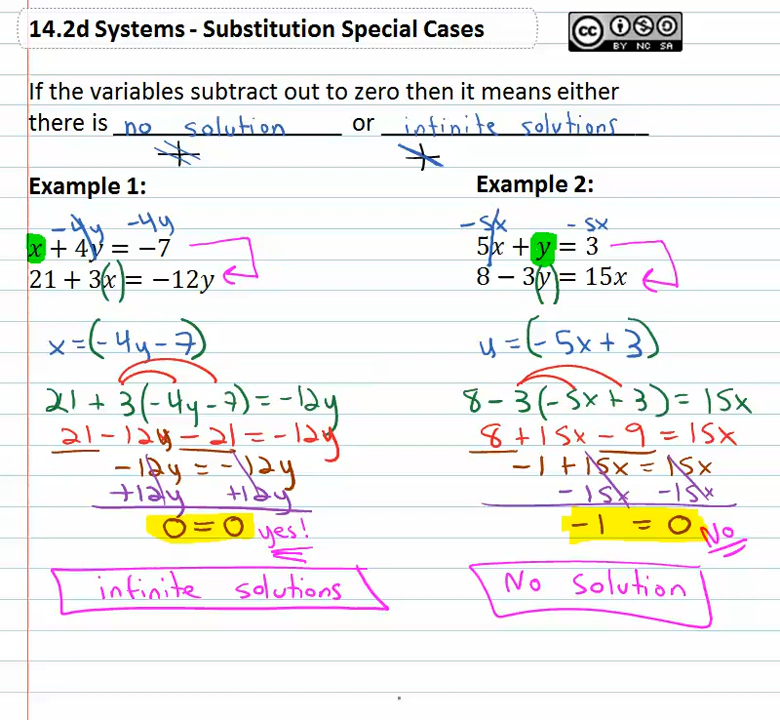 14.2d Systems - Substitution Special Cases
cc BY NC SA
If the variables subtract out to zero then it means either
there is no solution or infinite solutions
Example 1:
Example 2:
-4y -4y
-5x -5x
x + 4y = −7
5x + y = 3
21 + 3(x) = −12y
8 − 3(y) = 15x
x = (-4y - 7)
y = (-5x + 3)
21 + 3(-4y - 7) = -12y
8 - 3(-5x + 3) = 15x
21 - 12y - 21 = -12y
8 + 15x - 9 = 15x
-12y = -12y
-1 + 15x = 15x
+12y +12y
-15x -15x
0 = 0 yes!
-1 = 0 No
infinite solutions
No solution